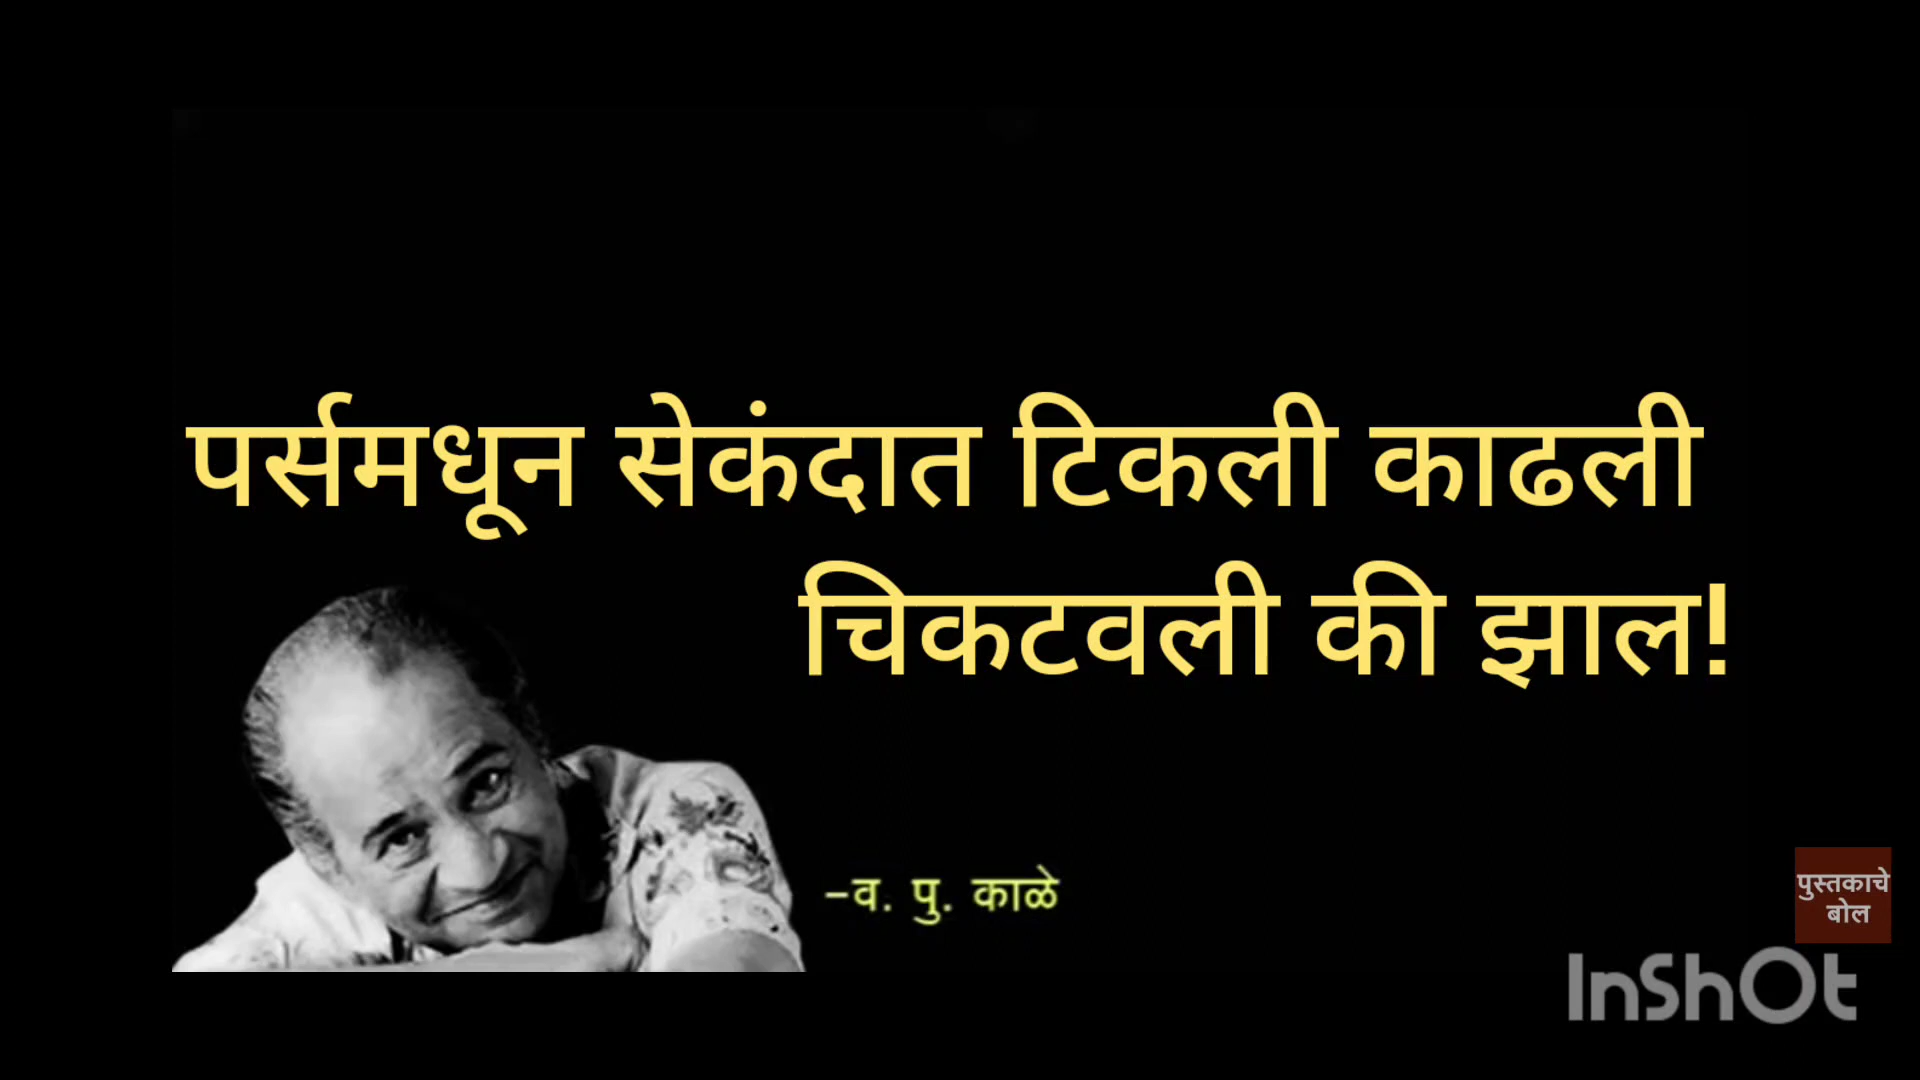 पर्समधून सेकंदात टिकली काढली
चिकटवली की झाल!
–व. पु. काळे
पुस्तकाचे
बोल
InShOt